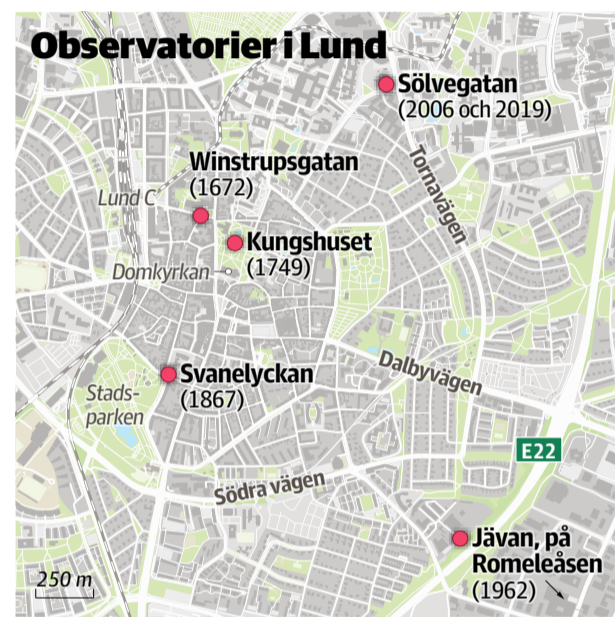 Observatorier i Lund
Sölvegatan
(2006 och 2019)
Tornavägen
Winstrupsgatan
(1672)
Lund C
Kungshuset
(1749)
Domkyrkan
Dalbyvägen
Svanelyckan
(1867)
Stads-
parken
E22
Södra vägen
Jävan, på
Romeleåsen
(1962)
250 m